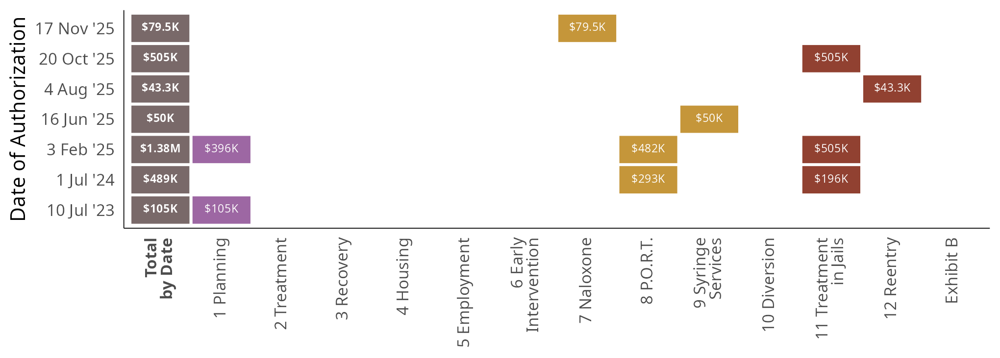 Date of Authorization
17 Nov '25 $79.5K $79.5K
20 Oct '25 $505K $505K
4 Aug '25 $43.3K $43.3K
16 Jun '25 $50K $50K
3 Feb '25 $1.38M $396K $482K $505K
1 Jul '24 $489K $293K $196K
10 Jul '23 $105K $105K
Total
by Date
1 Planning
2 Treatment
3 Recovery
4 Housing
5 Employment
6 Early
Intervention
7 Naloxone
8 P.O.R.T.
9 Syringe
Services
10 Diversion
11 Treatment
in Jails
12 Reentry
Exhibit B